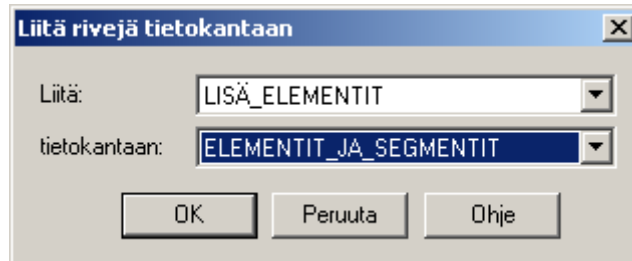 Liitä rivejä tietokantaan
Liitä: LISÄ_ELEMENTIT
tietokantaan: ELEMENTIT_JA_SEGMENTIT
OK Peruuta Ohje